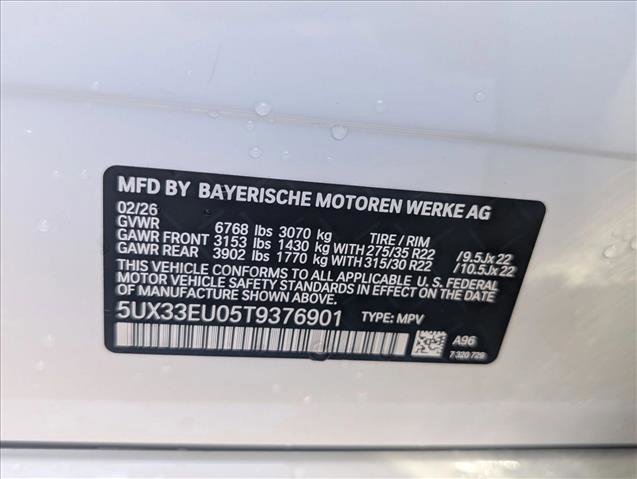 MFD BY BAYERISCHE MOTOREN WERKE AG
02/26
GVWR 6768 lbs 3070 kg TIRE / RIM
GAWR FRONT 3153 lbs 1430 kg WITH 275/35 R22 /9.5Jx22
GAWR REAR 3902 lbs 1770 kg WITH 315/30 R22 /10.5Jx22
THIS VEHICLE CONFORMS TO ALL APPLICABLE U. S. FEDERAL
MOTOR VEHICLE SAFETY STANDARDS IN EFFECT ON THE DATE OF
MANUFACTURE SHOWN ABOVE.
5UX33EU05T9376901 TYPE: MPV
A96
7 320 729